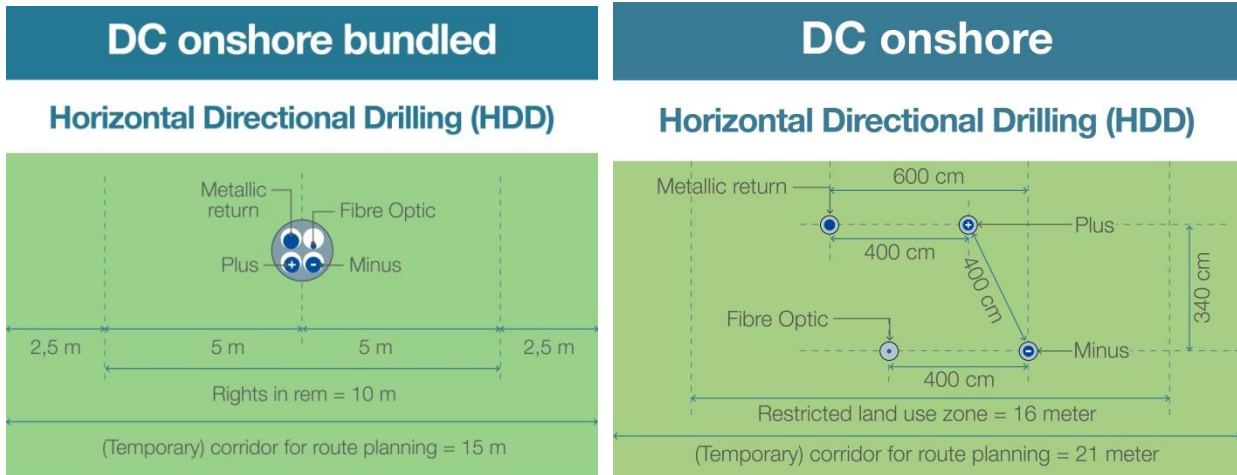 DC onshore bundled
Horizontal Directional Drilling (HDD)
Metallic
return
Fibre Optic
Plus
+
-
Minus
2,5 m
5 m
5 m
2,5 m
Rights in rem = 10 m
(Temporary) corridor for route planning = 15 m
DC onshore
Horizontal Directional Drilling (HDD)
600 cm
Metallic return
+
Plus
400 cm
400 cm
340 cm
Fibre Optic
-
Minus
400 cm
Restricted land use zone = 16 meter
(Temporary) corridor for route planning = 21 meter